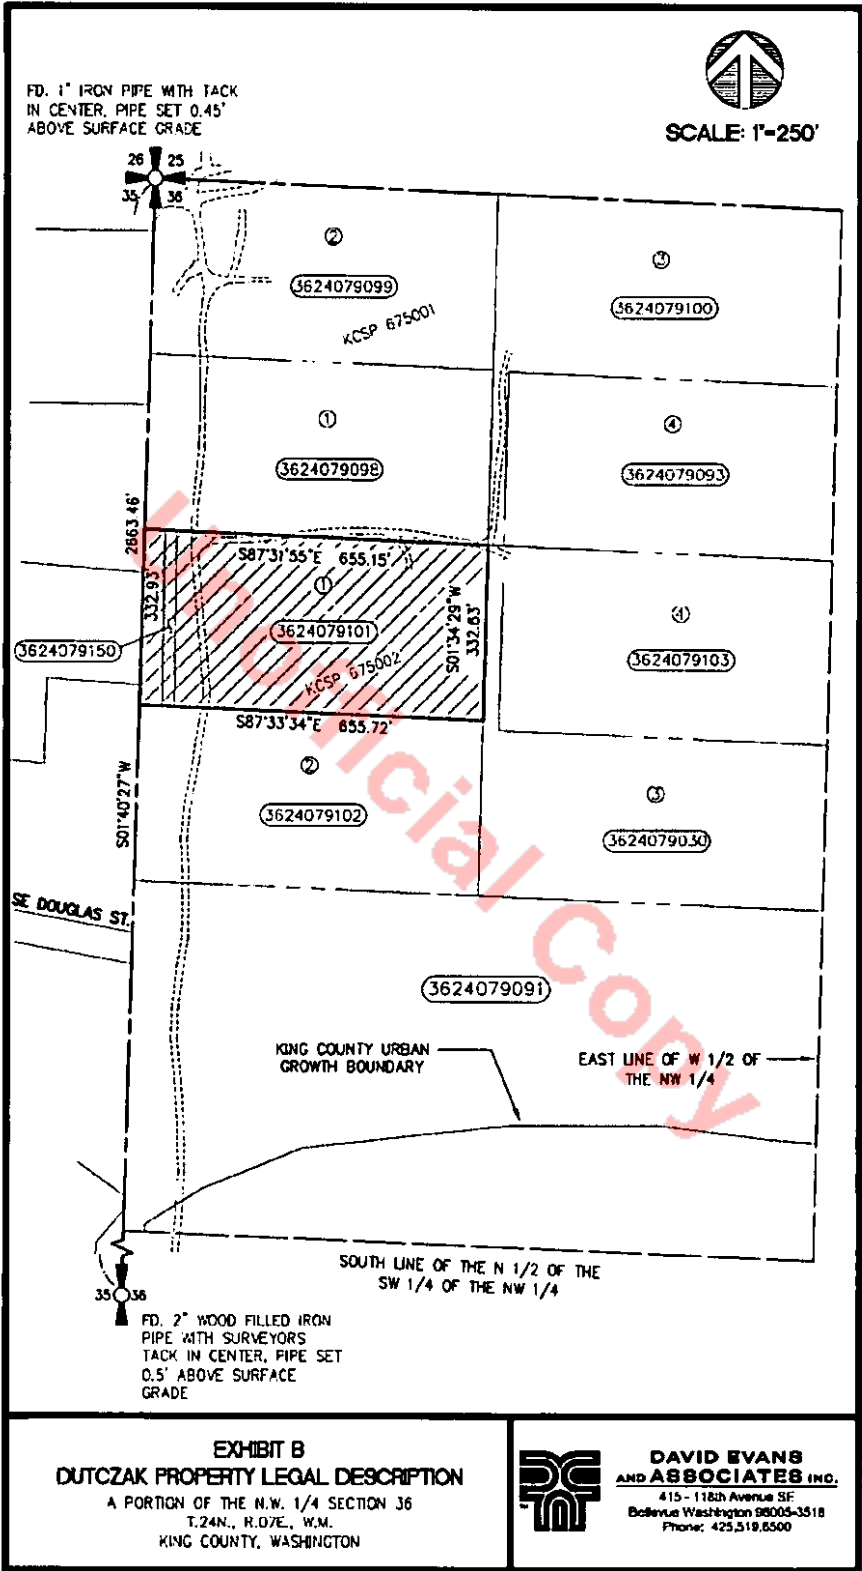 FD. 1" IRON PIPE WITH TACK
IN CENTER, PIPE SET 0.45'
ABOVE SURFACE GRADE
SCALE: 1"=250'
26 25
35 36
②
3624079099
KCSP 675001
③
3624079100
①
3624079098
④
3624079093
2663.46'
332.93'
S87°31'55"E 655.15'
①
3624079101
KCSP 675002
S01°34'29"W
332.63'
3624079150
④
3624079103
S87°33'34"E 655.72'
S01°40'27"W
②
3624079102
③
3624079030
SE DOUGLAS ST.
3624079091
KING COUNTY URBAN
GROWTH BOUNDARY
EAST LINE OF W 1/2 OF
THE NW 1/4
SOUTH LINE OF THE N 1/2 OF THE
SW 1/4 OF THE NW 1/4
35 36
FD. 2" WOOD FILLED IRON
PIPE WITH SURVEYORS
TACK IN CENTER, PIPE SET
0.5' ABOVE SURFACE
GRADE
Unofficial Copy
EXHIBIT B
DUTCZAK PROPERTY LEGAL DESCRIPTION
A PORTION OF THE N.W. 1/4 SECTION 36
T.24N., R.07E., W.M.
KING COUNTY, WASHINGTON
DAVID EVANS
AND ASSOCIATES INC.
415 - 118th Avenue SE
Bellevue Washington 98005-3518
Phone: 425.519.6500